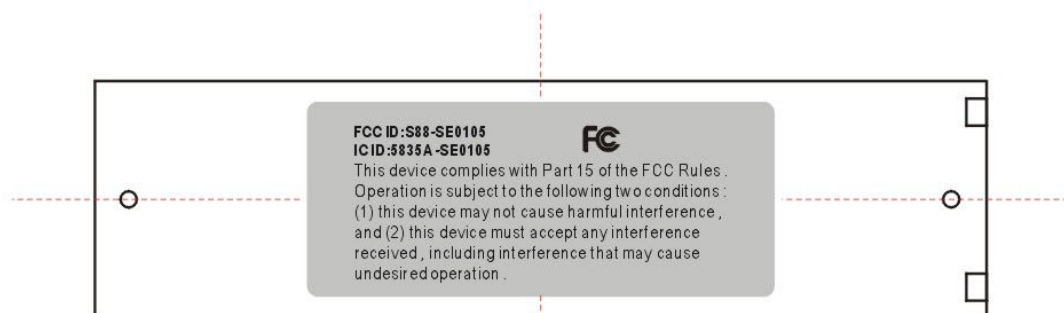 FCC ID:S88-SE0105
IC ID:5835A-SE0105
FC
This device complies with Part 15 of the FCC Rules.
Operation is subject to the following two conditions:
(1) this device may not cause harmful interference,
and (2) this device must accept any interference
received, including interference that may cause
undesired operation.